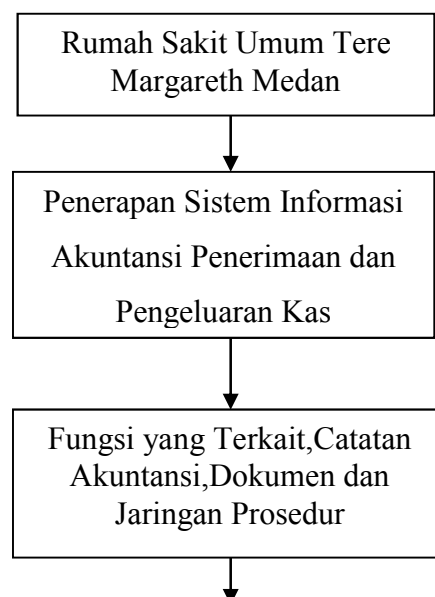 Rumah Sakit Umum Tere
Margareth Medan
Penerapan Sistem Informasi
Akuntansi Penerimaan dan
Pengeluaran Kas
Fungsi yang Terkait,Catatan
Akuntansi,Dokumen dan
Jaringan Prosedur